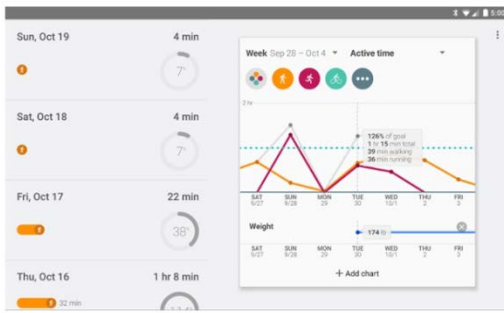 5:00
Sun, Oct 19 4 min
7%
Sat, Oct 18 4 min
7%
Fri, Oct 17 22 min
38%
Thu, Oct 16 1 hr 8 min
32 min
Week Sep 28 – Oct 4 Active time
2 hr
126% of goal
1 hr 15 min total
39 min walking
36 min running
SAT SUN MON TUE WED THU FRI
9/27 9/28 29 30 10/1 2 3
Weight
174 lb
SAT SUN MON TUE WED THU FRI
9/27 9/28 29 30 10/1 2 3
+ Add chart